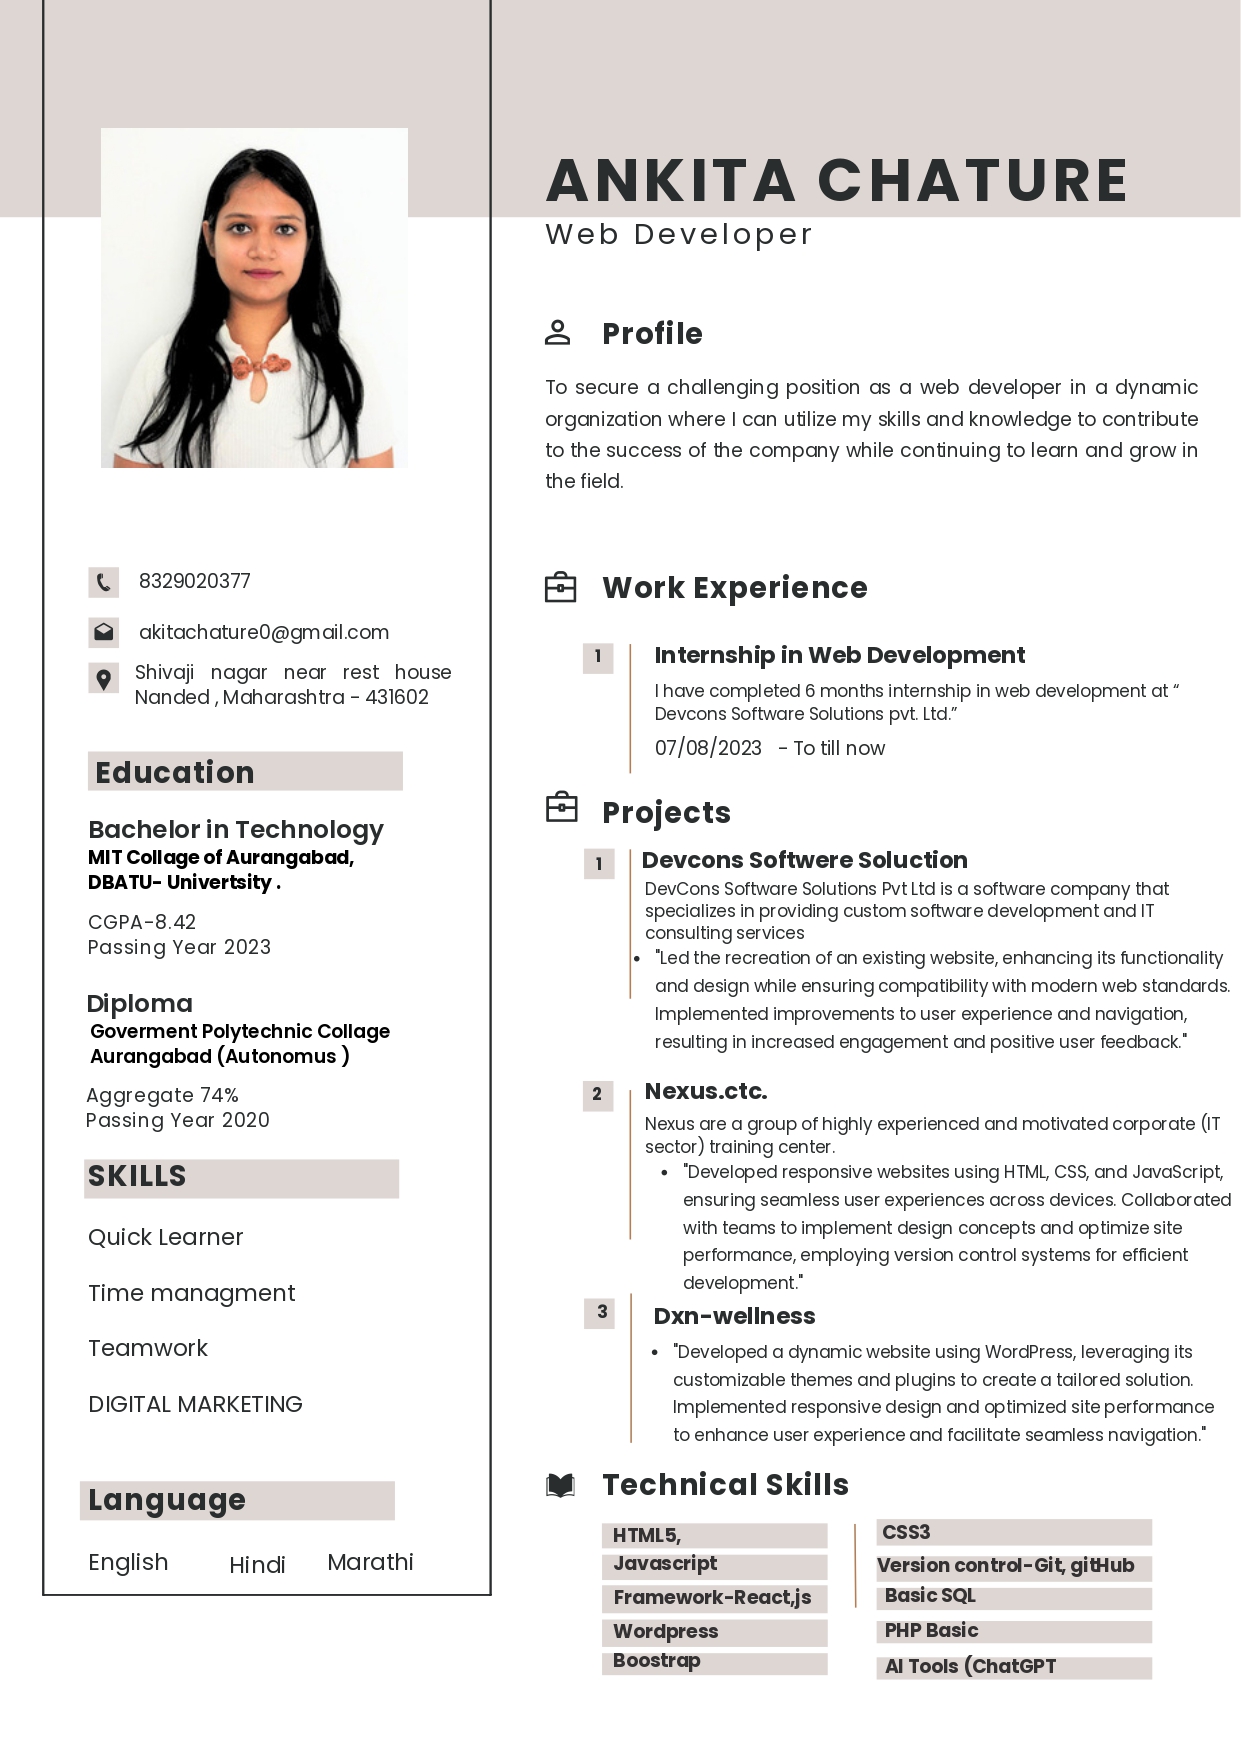 ANKITA CHATURE
Web Developer
8329020377
akitachature0@gmail.com
Shivaji nagar near rest house
Nanded , Maharashtra - 431602
Education
Bachelor in Technology
MIT Collage of Aurangabad,
DBATU- Univertsity .
CGPA-8.42
Passing Year 2023
Diploma
Goverment Polytechnic Collage
Aurangabad (Autonomus )
Aggregate 74%
Passing Year 2020
SKILLS
Quick Learner
Time managment
Teamwork
DIGITAL MARKETING
Language
English Hindi Marathi
Profile
To secure a challenging position as a web developer in a dynamic
organization where I can utilize my skills and knowledge to contribute
to the success of the company while continuing to learn and grow in
the field.
Work Experience
1 Internship in Web Development
I have completed 6 months internship in web development at “
Devcons Software Solutions pvt. Ltd.”
07/08/2023 - To till now
Projects
1 Devcons Softwere Soluction
DevCons Software Solutions Pvt Ltd is a software company that
specializes in providing custom software development and IT
consulting services
• "Led the recreation of an existing website, enhancing its functionality
and design while ensuring compatibility with modern web standards.
Implemented improvements to user experience and navigation,
resulting in increased engagement and positive user feedback."
2 Nexus.ctc.
Nexus are a group of highly experienced and motivated corporate (IT
sector) training center.
• "Developed responsive websites using HTML, CSS, and JavaScript,
ensuring seamless user experiences across devices. Collaborated
with teams to implement design concepts and optimize site
performance, employing version control systems for efficient
development."
3 Dxn-wellness
• "Developed a dynamic website using WordPress, leveraging its
customizable themes and plugins to create a tailored solution.
Implemented responsive design and optimized site performance
to enhance user experience and facilitate seamless navigation."
Technical Skills
HTML5,
Javascript
Framework-React,js
Wordpress
Boostrap
CSS3
Version control-Git, gitHub
Basic SQL
PHP Basic
AI Tools (ChatGPT